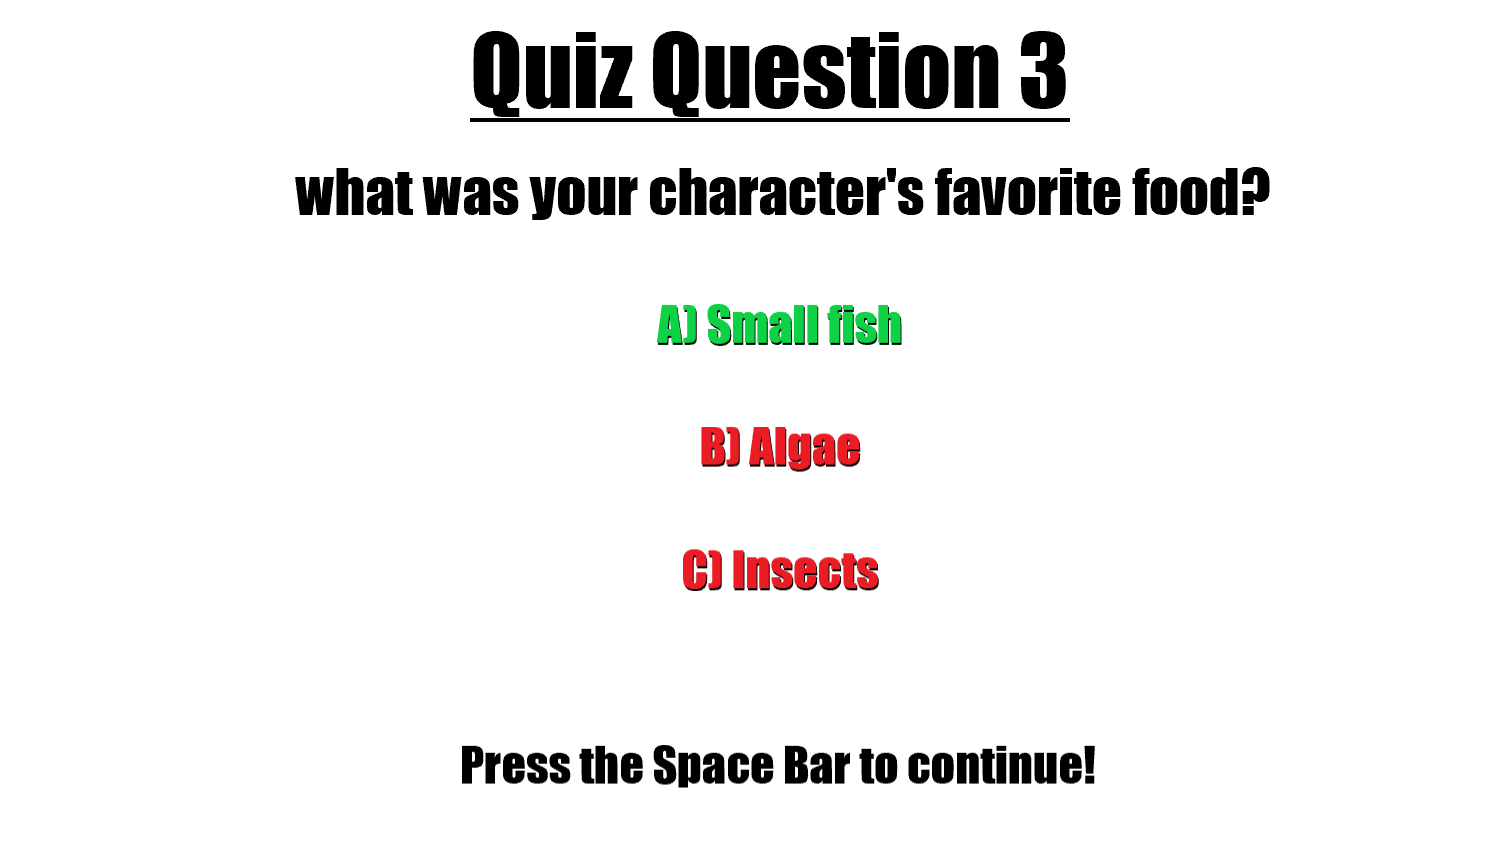 Quiz Question 3
what was your character's favorite food?
A) Small fish
B) Algae
C) Insects
Press the Space Bar to continue!